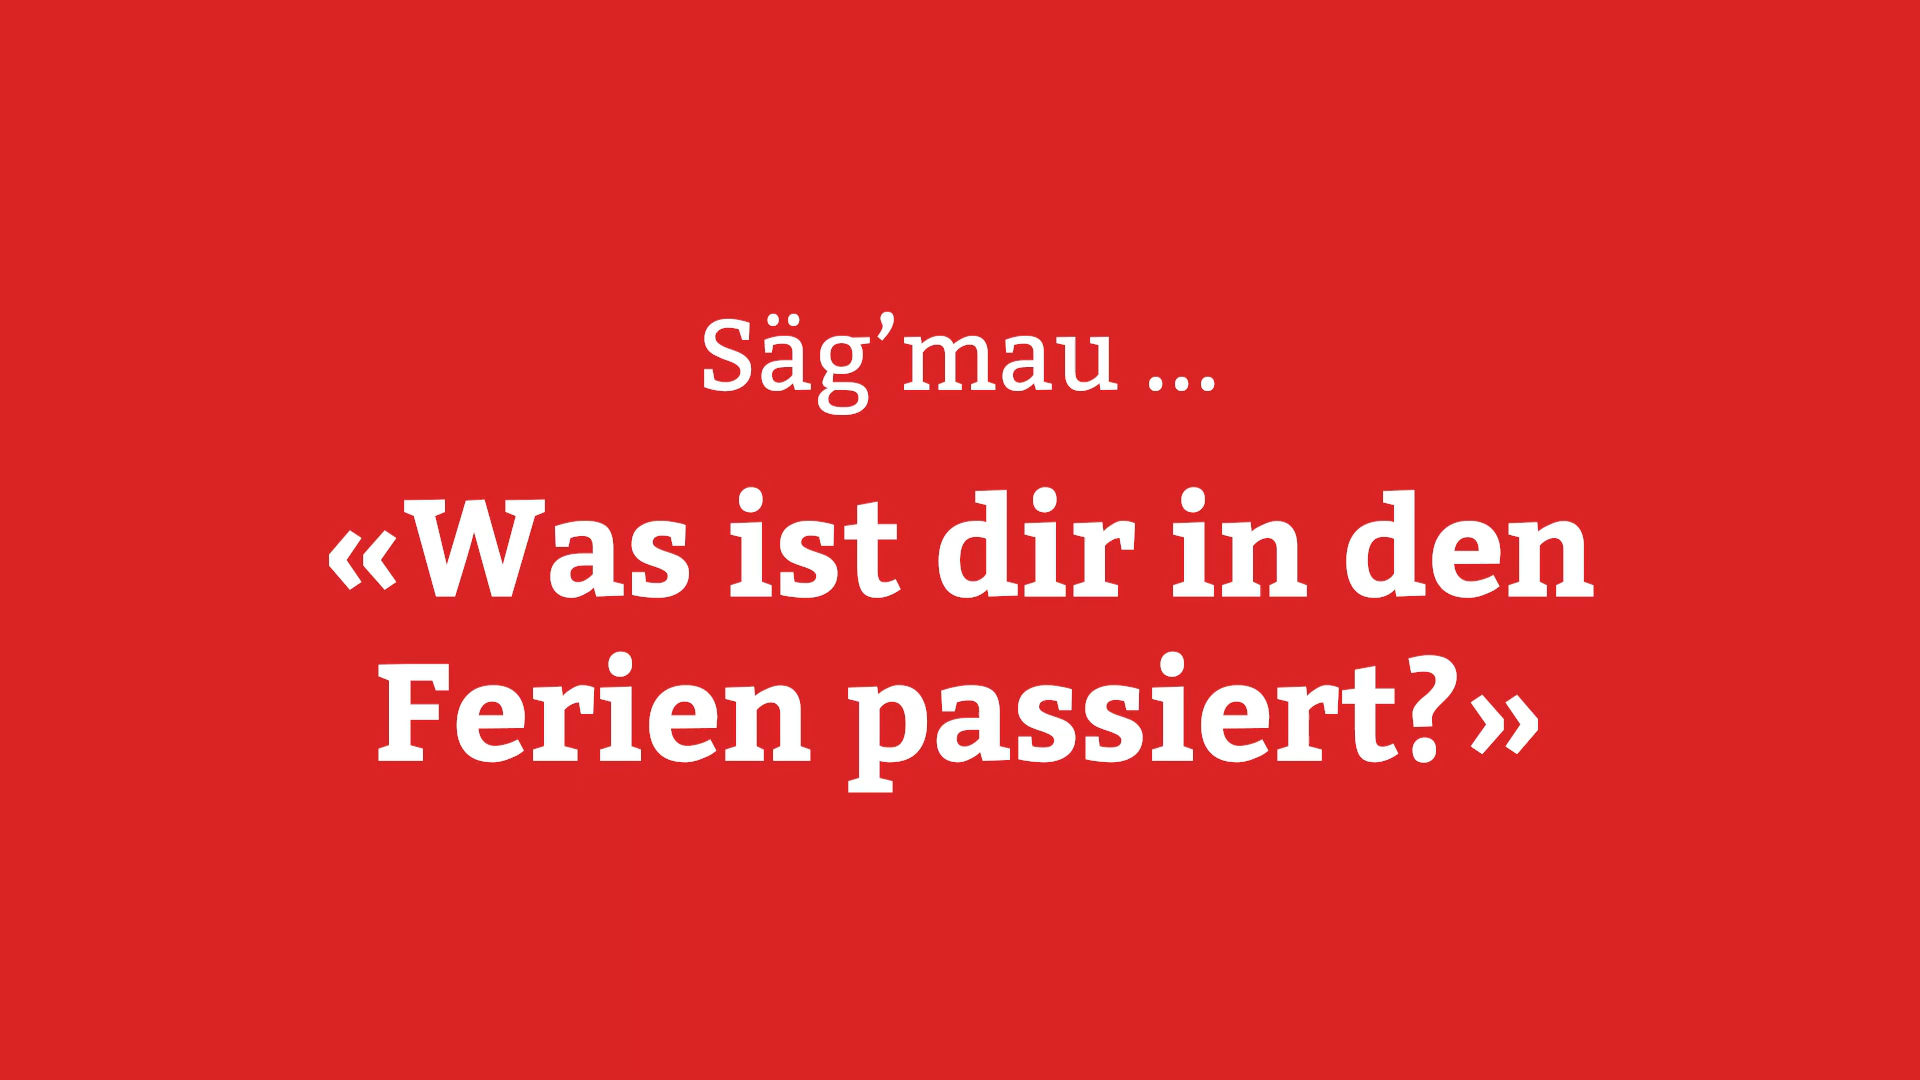 Säg’mau ...
«Was ist dir in den
Ferien passiert?»